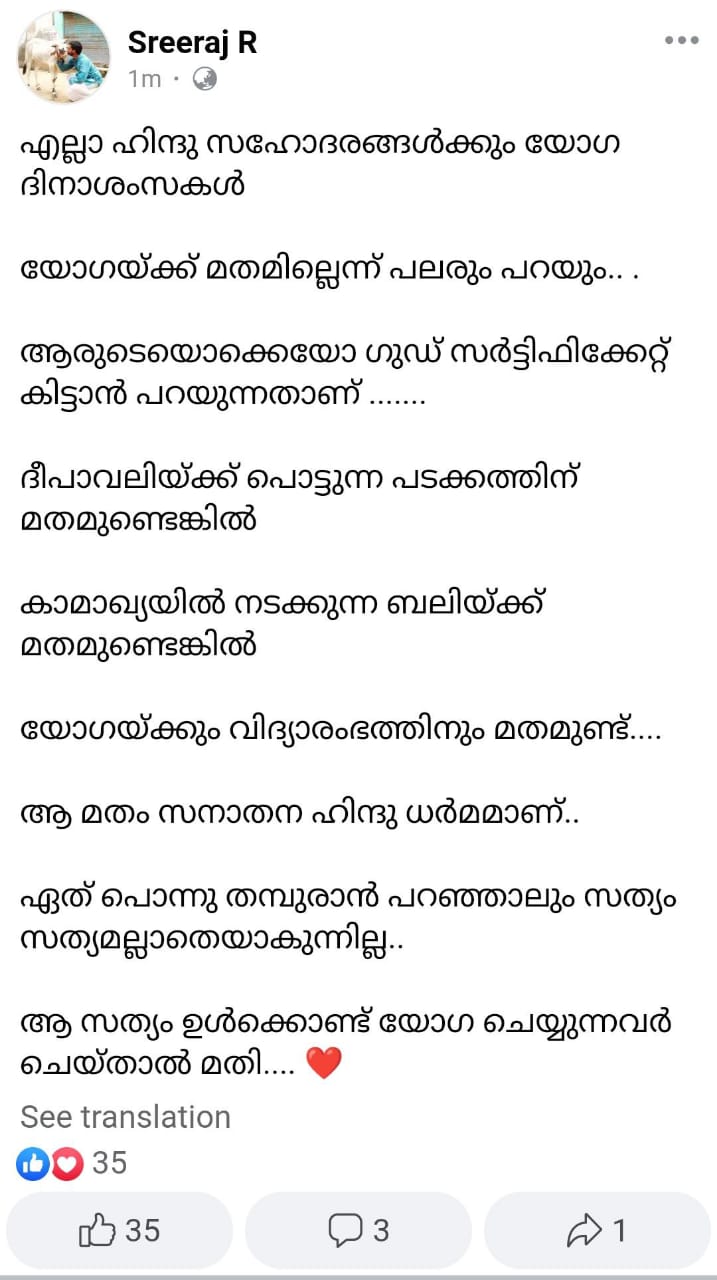 Sreeraj R
1m ·
എല്ലാ ഹിന്ദു സഹോദരങ്ങൾക്കും യോഗ
ദിനാശംസകൾ
യോഗയ്ക്ക് മതമില്ലെന്ന് പലരും പറയും.. .
ആരുടെയൊക്കെയോ ഗുഡ് സർട്ടിഫിക്കേറ്റ്
കിട്ടാൻ പറയുന്നതാണ് .......
ദീപാവലിയ്ക്ക് പൊട്ടുന്ന പടക്കത്തിന്
മതമുണ്ടെങ്കിൽ
കാമാഖ്യയിൽ നടക്കുന്ന ബലിയ്ക്ക്
മതമുണ്ടെങ്കിൽ
യോഗയ്ക്കും വിദ്യാരംഭത്തിനും മതമുണ്ട്....
ആ മതം സനാതന ഹിന്ദു ധർമമാണ്..
ഏത് പൊന്നു തമ്പുരാൻ പറഞ്ഞാലും സത്യം
സത്യമല്ലാതെയാകുന്നില്ല..
ആ സത്യം ഉൾക്കൊണ്ട് യോഗ ചെയ്യുന്നവർ
ചെയ്താൽ മതി.... ❤️
See translation
35
35 3 1